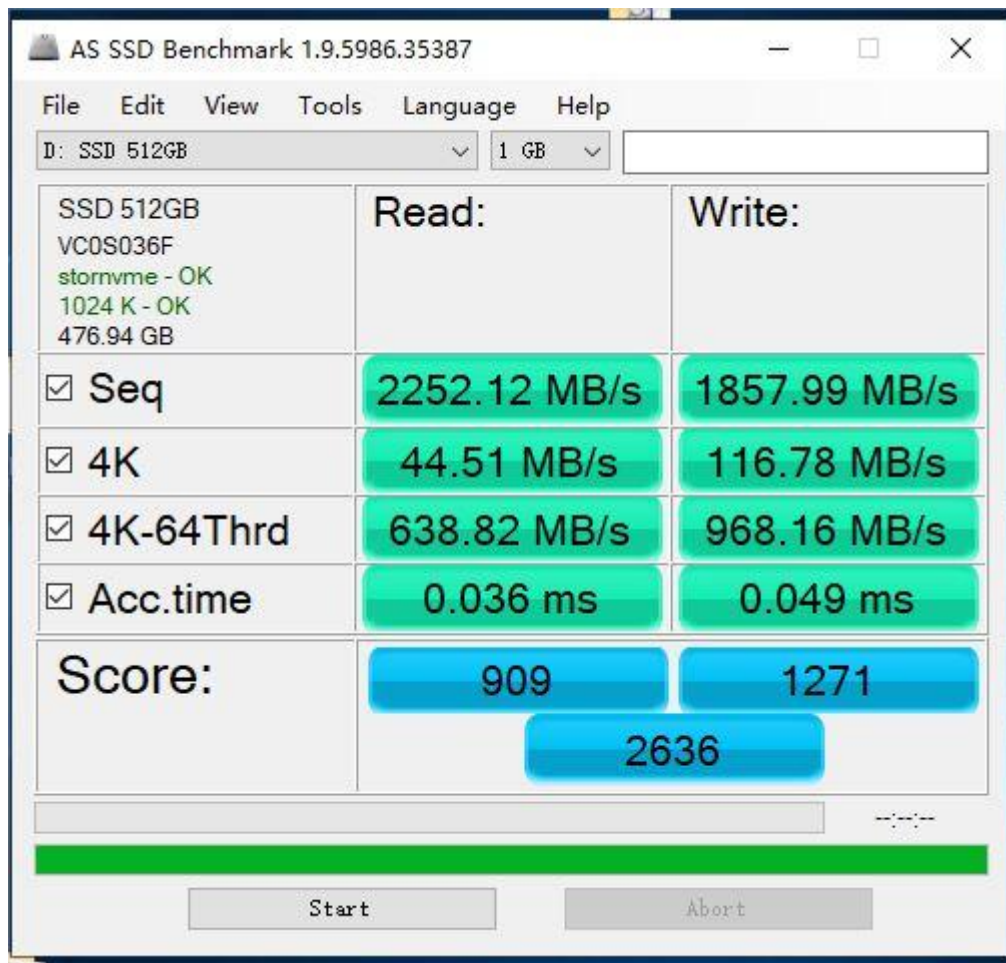 AS SSD Benchmark 1.9.5986.35387
File Edit View Tools Language Help
D: SSD 512GB 1 GB
SSD 512GB
VC0S036F
stornvme - OK
1024 K - OK
476.94 GB
Read: Write:
Seq 2252.12 MB/s 1857.99 MB/s
4K 44.51 MB/s 116.78 MB/s
4K-64Thrd 638.82 MB/s 968.16 MB/s
Acc.time 0.036 ms 0.049 ms
Score: 909 1271
2636
--:--:--
Start Abort